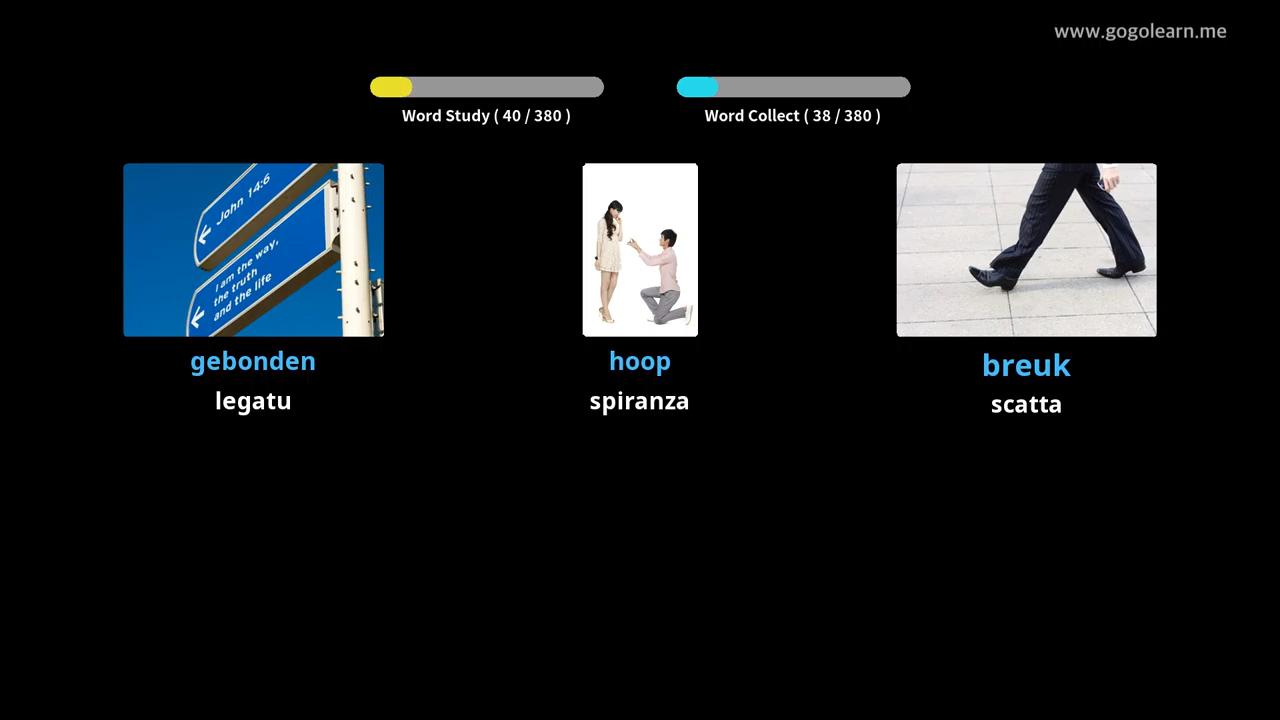 www.gogolearn.me
Word Study ( 40 / 380 )
Word Collect ( 38 / 380 )
John 14:6
I am the way,
the truth
and the life
gebonden
legatu
hoop
spiranza
breuk
scatta